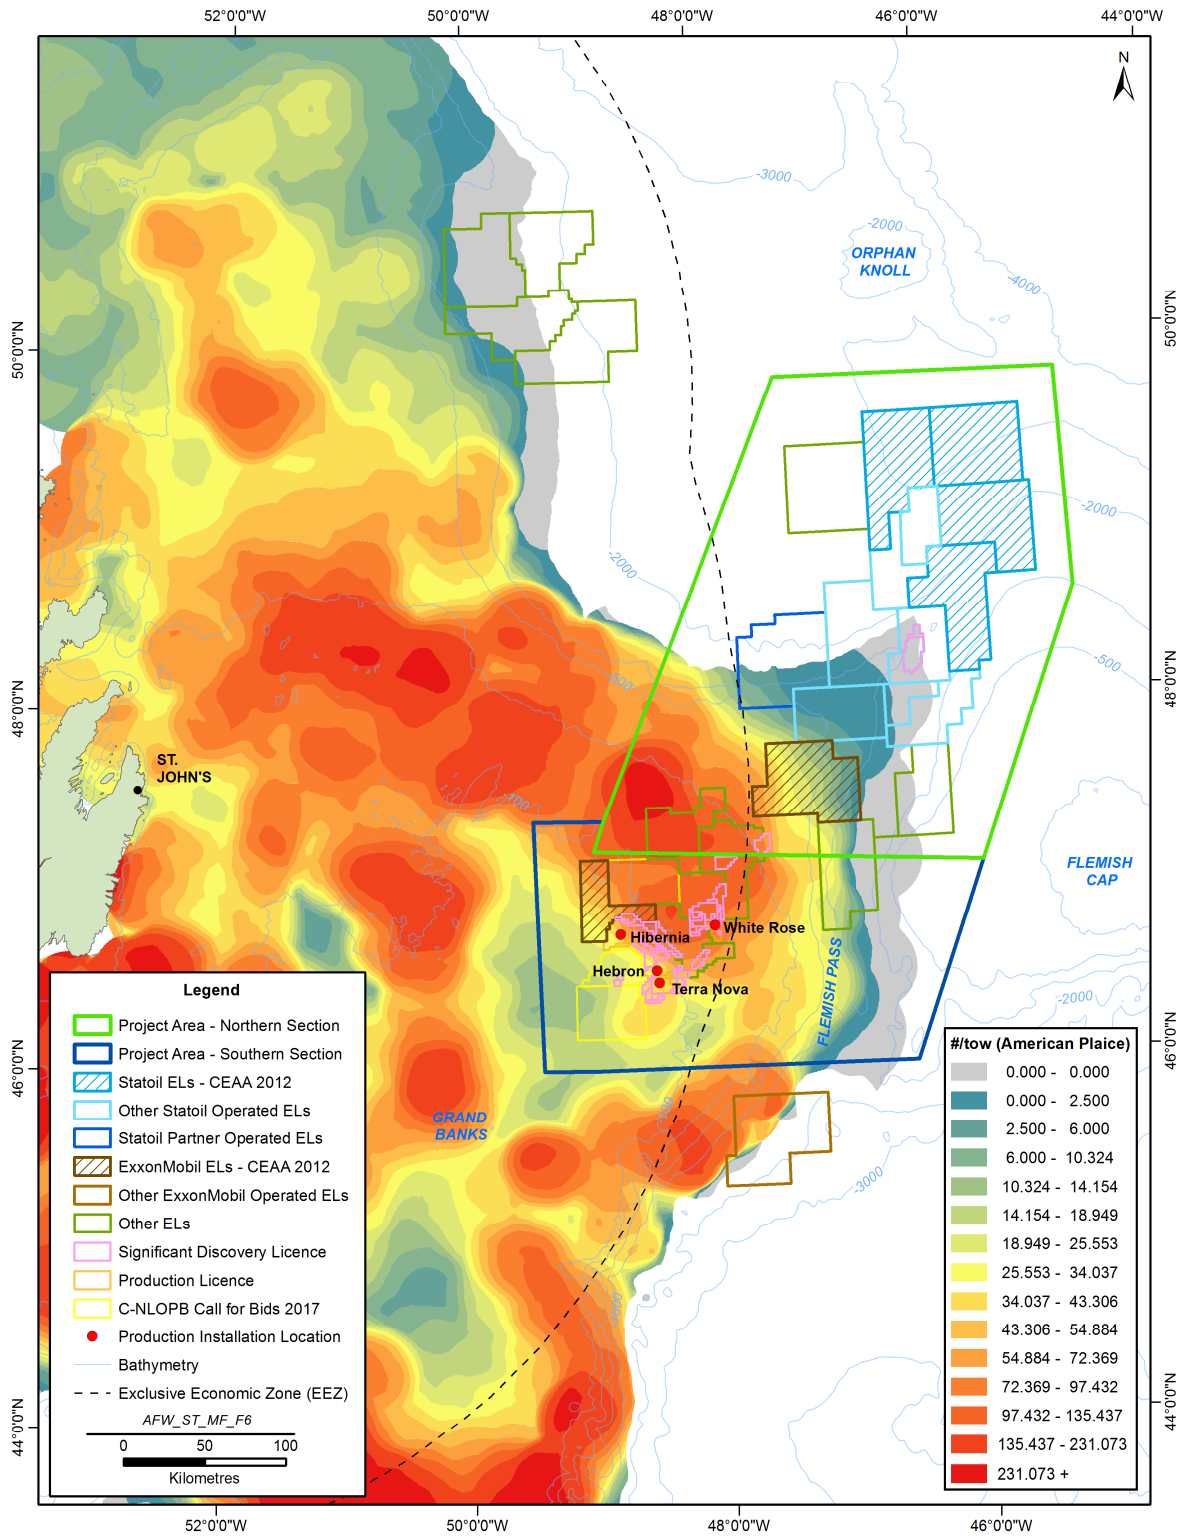 52°0'0"W 50°0'0"W 48°0'0"W 46°0'0"W 44°0'0"W
N
-3000
-2000
ORPHAN
KNOLL
-4000
50°0'0"N
50°0'0"N
-2000
-2000
-500
48°0'0"N
48°0'0"N
-500
ST.
JOHN'S
-100
FLEMISH
CAP
White Rose
Hibernia
Hebron
Terra Nova
FLEMISH PASS
-2000
46°0'0"N
46°0'0"N
-100
GRAND
BANKS
-3000
-1000
44°0'0"N
44°0'0"N
Legend
Project Area - Northern Section
Project Area - Southern Section
Statoil ELs - CEAA 2012
Other Statoil Operated ELs
Statoil Partner Operated ELs
ExxonMobil ELs - CEAA 2012
Other ExxonMobil Operated ELs
Other ELs
Significant Discovery Licence
Production Licence
C-NLOPB Call for Bids 2017
Production Installation Location
Bathymetry
Exclusive Economic Zone (EEZ)
AFW_ST_MF_F6
0 50 100
Kilometres
#/tow (American Plaice)
0.000 - 0.000
0.000 - 2.500
2.500 - 6.000
6.000 - 10.324
10.324 - 14.154
14.154 - 18.949
18.949 - 25.553
25.553 - 34.037
34.037 - 43.306
43.306 - 54.884
54.884 - 72.369
72.369 - 97.432
97.432 - 135.437
135.437 - 231.073
231.073 +
52°0'0"W 50°0'0"W 48°0'0"W 46°0'0"W